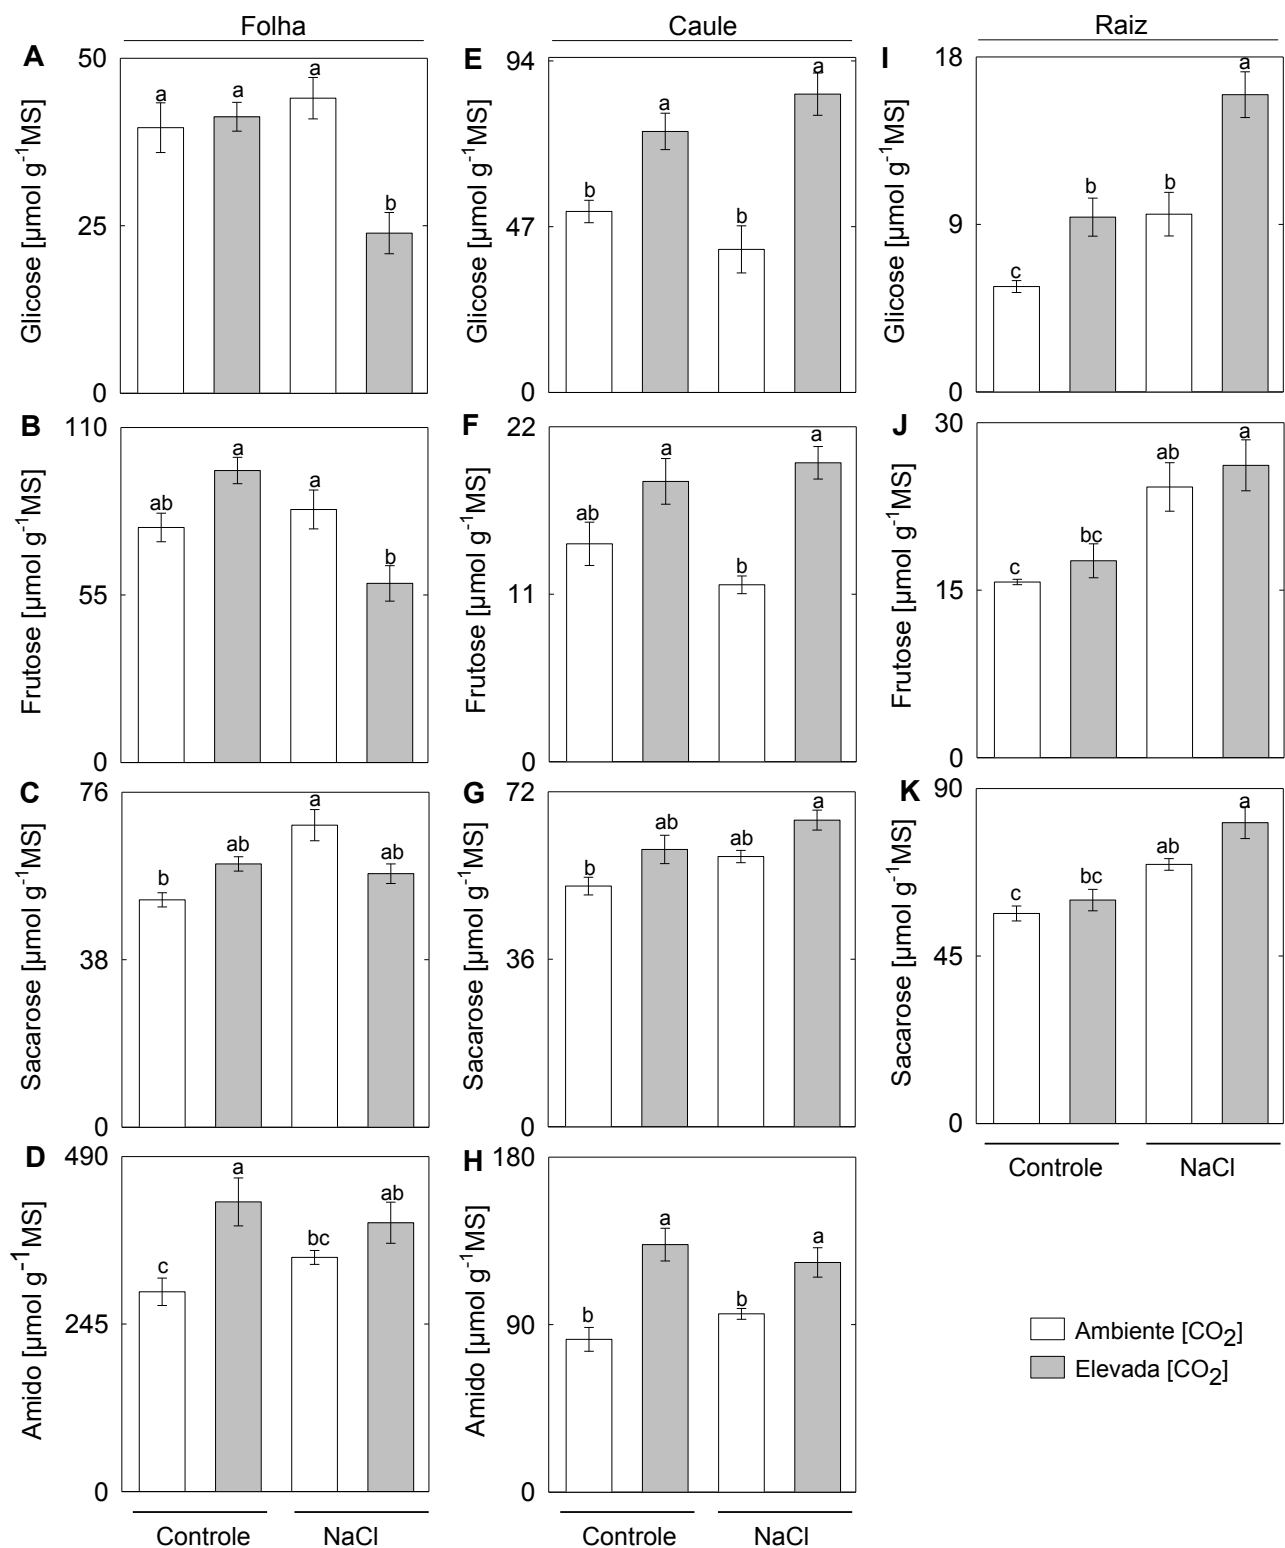 Folha
Caule
Raiz
A
50
25
0
Glicose [µmol g⁻¹MS]
a
a
a
b
E
94
47
0
Glicose [µmol g⁻¹MS]
b
a
b
a
I
18
9
0
Glicose [µmol g⁻¹MS]
c
b
b
a
B
110
55
0
Frutose [µmol g⁻¹MS]
ab
a
a
b
F
22
11
0
Frutose [µmol g⁻¹MS]
ab
a
b
a
J
30
15
0
Frutose [µmol g⁻¹MS]
c
bc
ab
a
C
76
38
0
Sacarose [µmol g⁻¹MS]
b
ab
a
ab
G
72
36
0
Sacarose [µmol g⁻¹MS]
b
ab
ab
a
K
90
45
0
Sacarose [µmol g⁻¹MS]
c
bc
ab
a
Controle
NaCl
D
490
245
0
Amido [µmol g⁻¹MS]
c
a
bc
ab
Controle
NaCl
H
180
90
0
Amido [µmol g⁻¹MS]
b
a
b
a
Controle
NaCl
Ambiente [CO₂]
Elevada [CO₂]